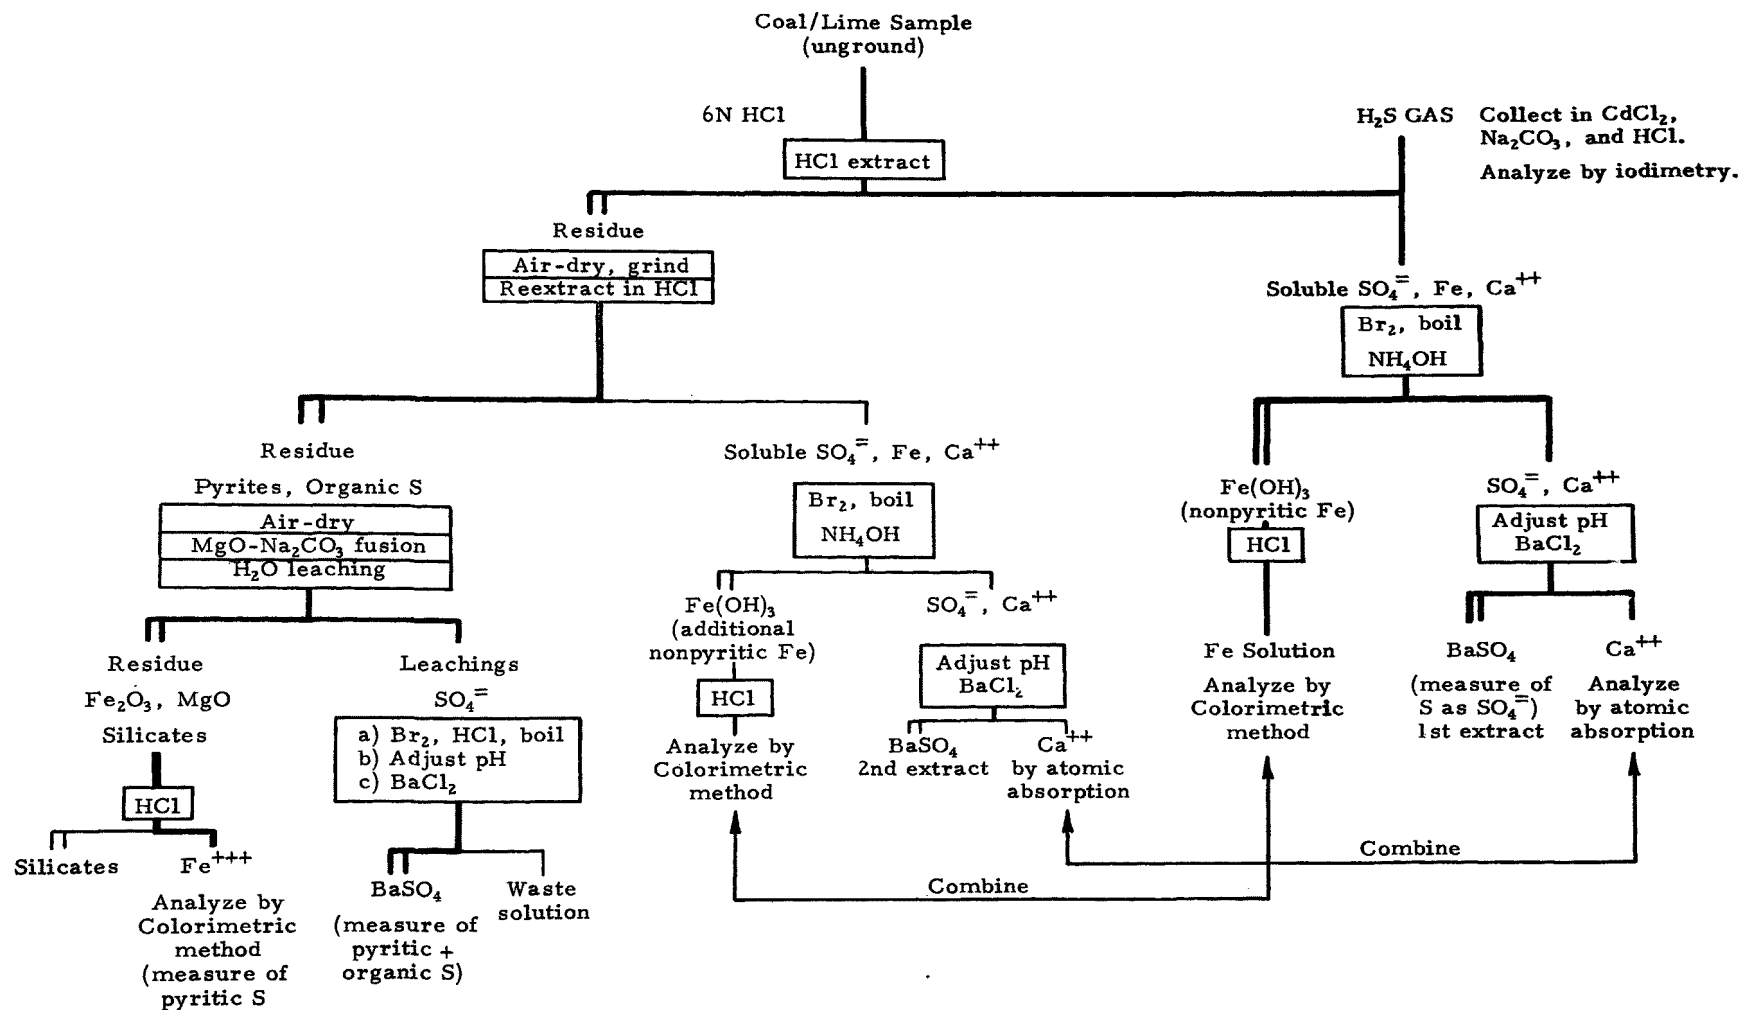 Coal/Lime Sample
(unground)
6N HCl
HCl extract
H₂S GAS
Collect in CdCl₂,
Na₂CO₃, and HCl.
Analyze by iodimetry.
Residue
Air-dry, grind
Reextract in HCl
Soluble SO₄⁼, Fe, Ca⁺⁺
Br₂, boil
NH₄OH
Residue
Pyrites, Organic S
Air-dry
MgO-Na₂CO₃ fusion
H₂O leaching
Soluble SO₄⁼, Fe, Ca⁺⁺
Br₂, boil
NH₄OH
Fe(OH)₃
(nonpyritic Fe)
HCl
SO₄⁼, Ca⁺⁺
Adjust pH
BaCl₂
Residue
Fe₂O₃, MgO
Silicates
HCl
Leachings
SO₄⁼
a) Br₂, HCl, boil
b) Adjust pH
c) BaCl₂
Fe(OH)₃
(additional
nonpyritic Fe)
HCl
Analyze by
Colorimetric
method
SO₄⁼, Ca⁺⁺
Adjust pH
BaCl₂
BaSO₄
2nd extract
Ca⁺⁺
by atomic
absorption
Fe Solution
Analyze by
Colorimetric
method
BaSO₄
(measure of
S as SO₄⁼)
1st extract
Ca⁺⁺
Analyze
by atomic
absorption
Silicates
Fe⁺⁺⁺
Analyze by
Colorimetric
method
(measure of
pyritic S
BaSO₄
(measure of
pyritic +
organic S)
Waste
solution
Combine
Combine